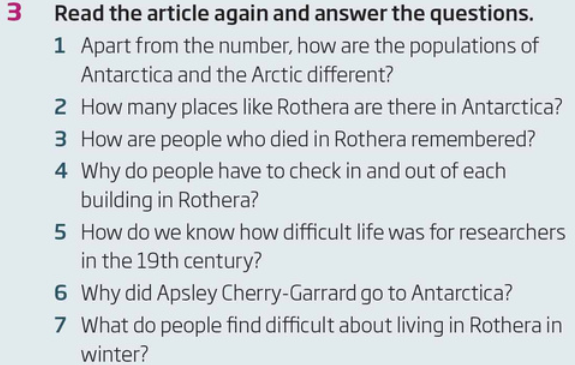 3 Read the article again and answer the questions.
1 Apart from the number, how are the populations of
Antarctica and the Arctic different?
2 How many places like Rothera are there in Antarctica?
3 How are people who died in Rothera remembered?
4 Why do people have to check in and out of each
building in Rothera?
5 How do we know how difficult life was for researchers
in the 19th century?
6 Why did Apsley Cherry-Garrard go to Antarctica?
7 What do people find difficult about living in Rothera in
winter?